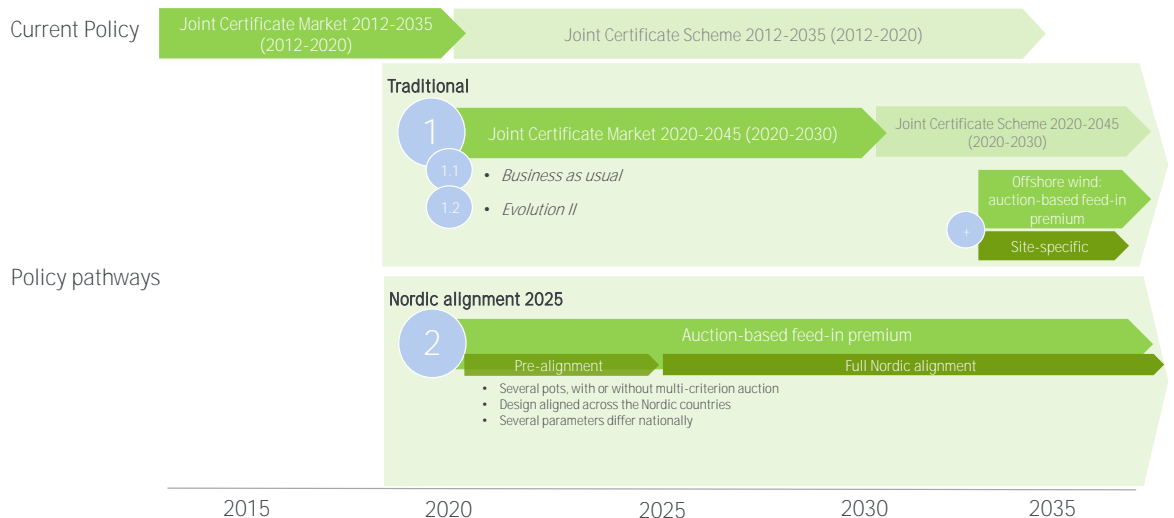 Current Policy
Joint Certificate Market 2012-2035
(2012-2020)
Joint Certificate Scheme 2012-2035 (2012-2020)
Traditional
1
Joint Certificate Market 2020-2045 (2020-2030)
Joint Certificate Scheme 2020-2045
(2020-2030)
1.1
• Business as usual
1.2
• Evolution II
Offshore wind:
auction-based feed-in
premium
+
Site-specific
Policy pathways
Nordic alignment 2025
2
Auction-based feed-in premium
Pre-alignment
Full Nordic alignment
• Several pots, with or without multi-criterion auction
• Design aligned across the Nordic countries
• Several parameters differ nationally
2015
2020
2025
2030
2035